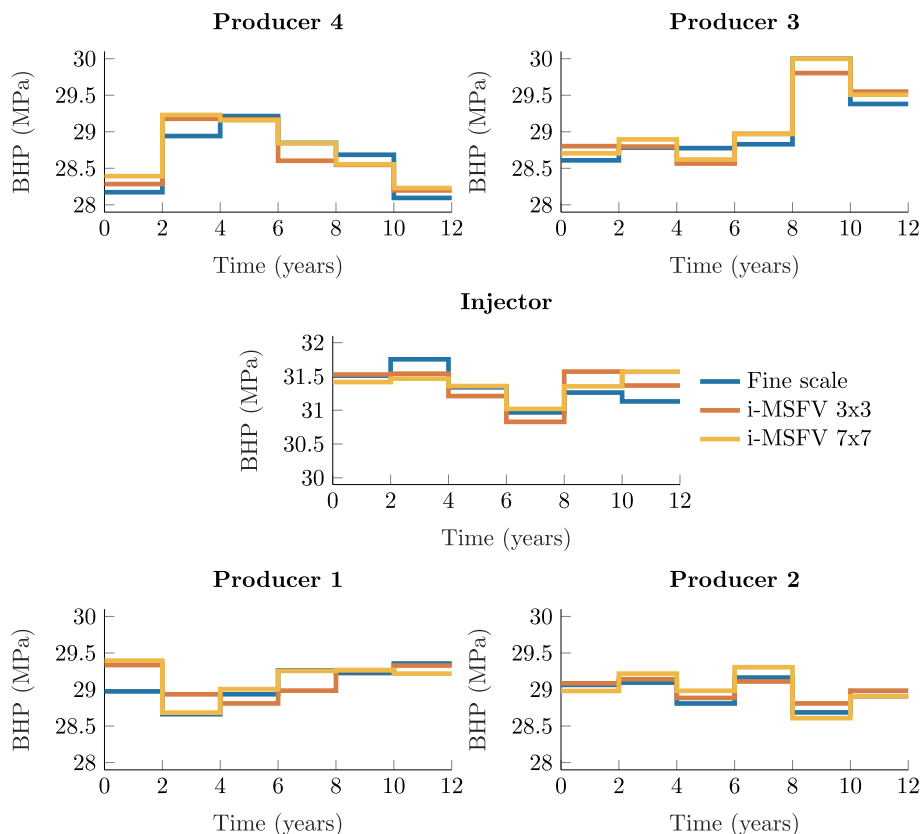 Producer 4
BHP (MPa)
30
29.5
29
28.5
28
0 2 4 6 8 10 12
Time (years)
Producer 3
BHP (MPa)
30
29.5
29
28.5
28
0 2 4 6 8 10 12
Time (years)
Injector
BHP (MPa)
32
31.5
31
30.5
30
0 2 4 6 8 10 12
Time (years)
Fine scale
i-MSFV 3x3
i-MSFV 7x7
Producer 1
BHP (MPa)
30
29.5
29
28.5
28
0 2 4 6 8 10 12
Time (years)
Producer 2
BHP (MPa)
30
29.5
29
28.5
28
0 2 4 6 8 10 12
Time (years)